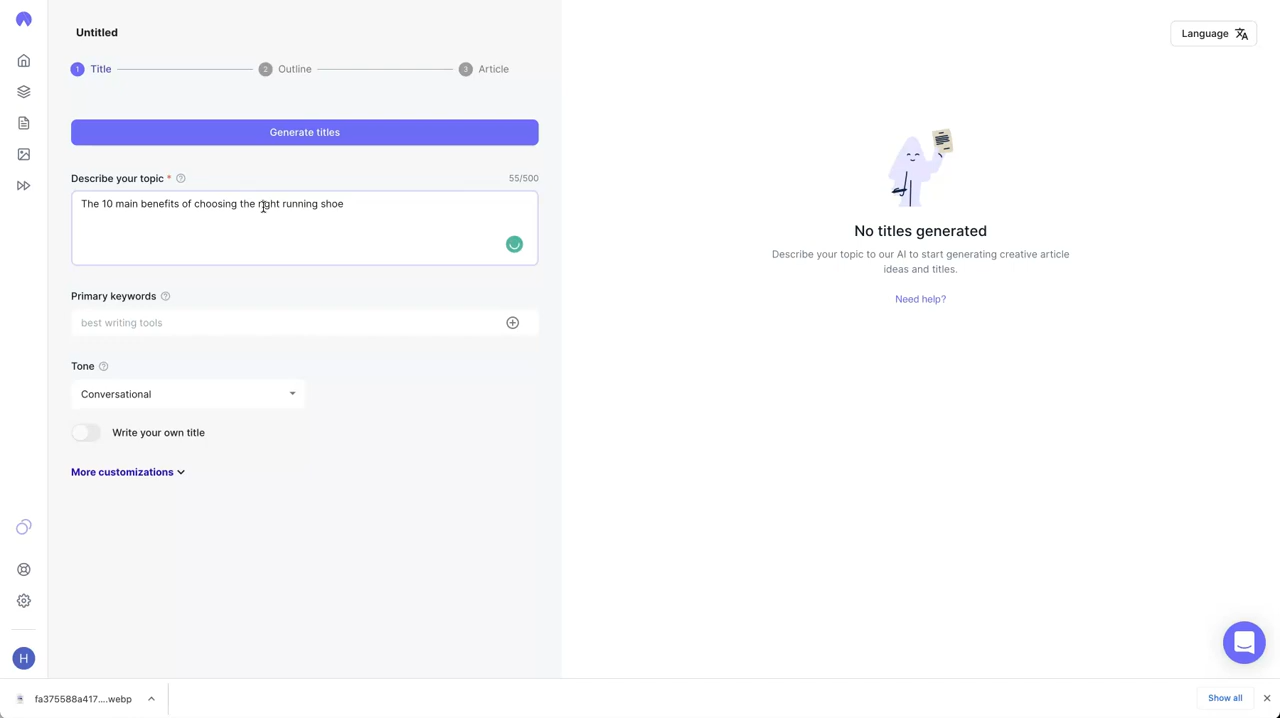 Untitled
Language
1 Title
2 Outline
3 Article
Generate titles
Describe your topic *
55/500
The 10 main benefits of choosing the right running shoe
Primary keywords
best writing tools
Tone
Conversational
Write your own title
More customizations
No titles generated
Describe your topic to our AI to start generating creative article
ideas and titles.
Need help?
H
fa375588a417....webp
Show all